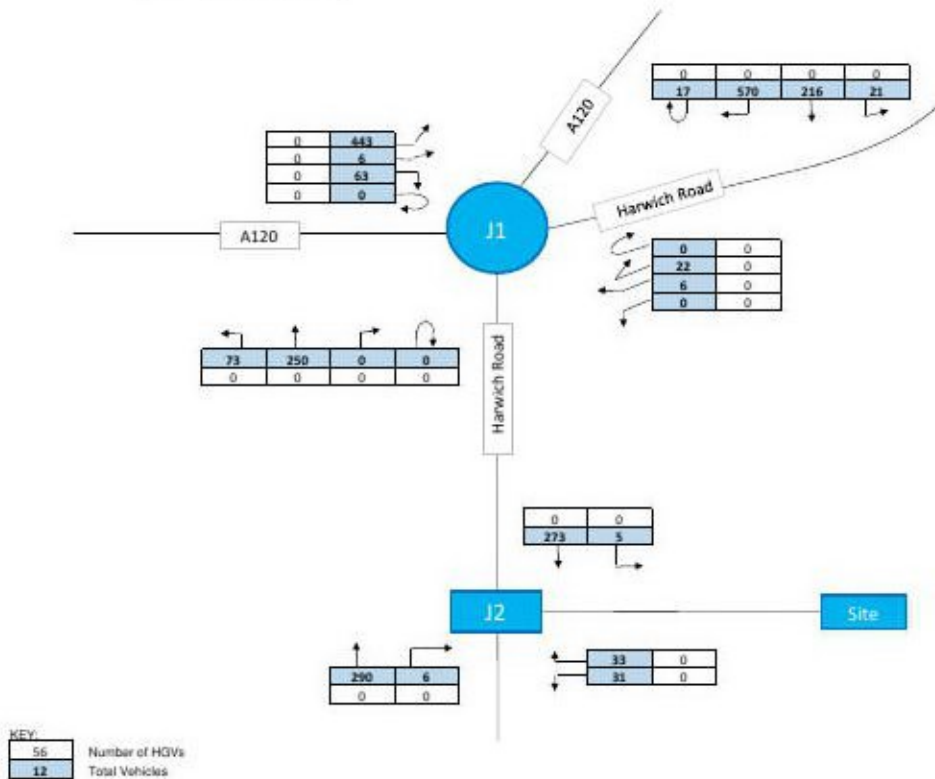 A120
0 0 0 0
17 570 216 21
0 443
0 6
0 63
0 0
J1
Harwich Road
A120
0 0
22 0
6 0
0 0
73 250 0 0
0 0 0 0
Harwich Road
0 0
273 5
J2
Site
290 6
0 0
33 0
31 0
KEY:
56 Number of HGVs
12 Total Vehicles